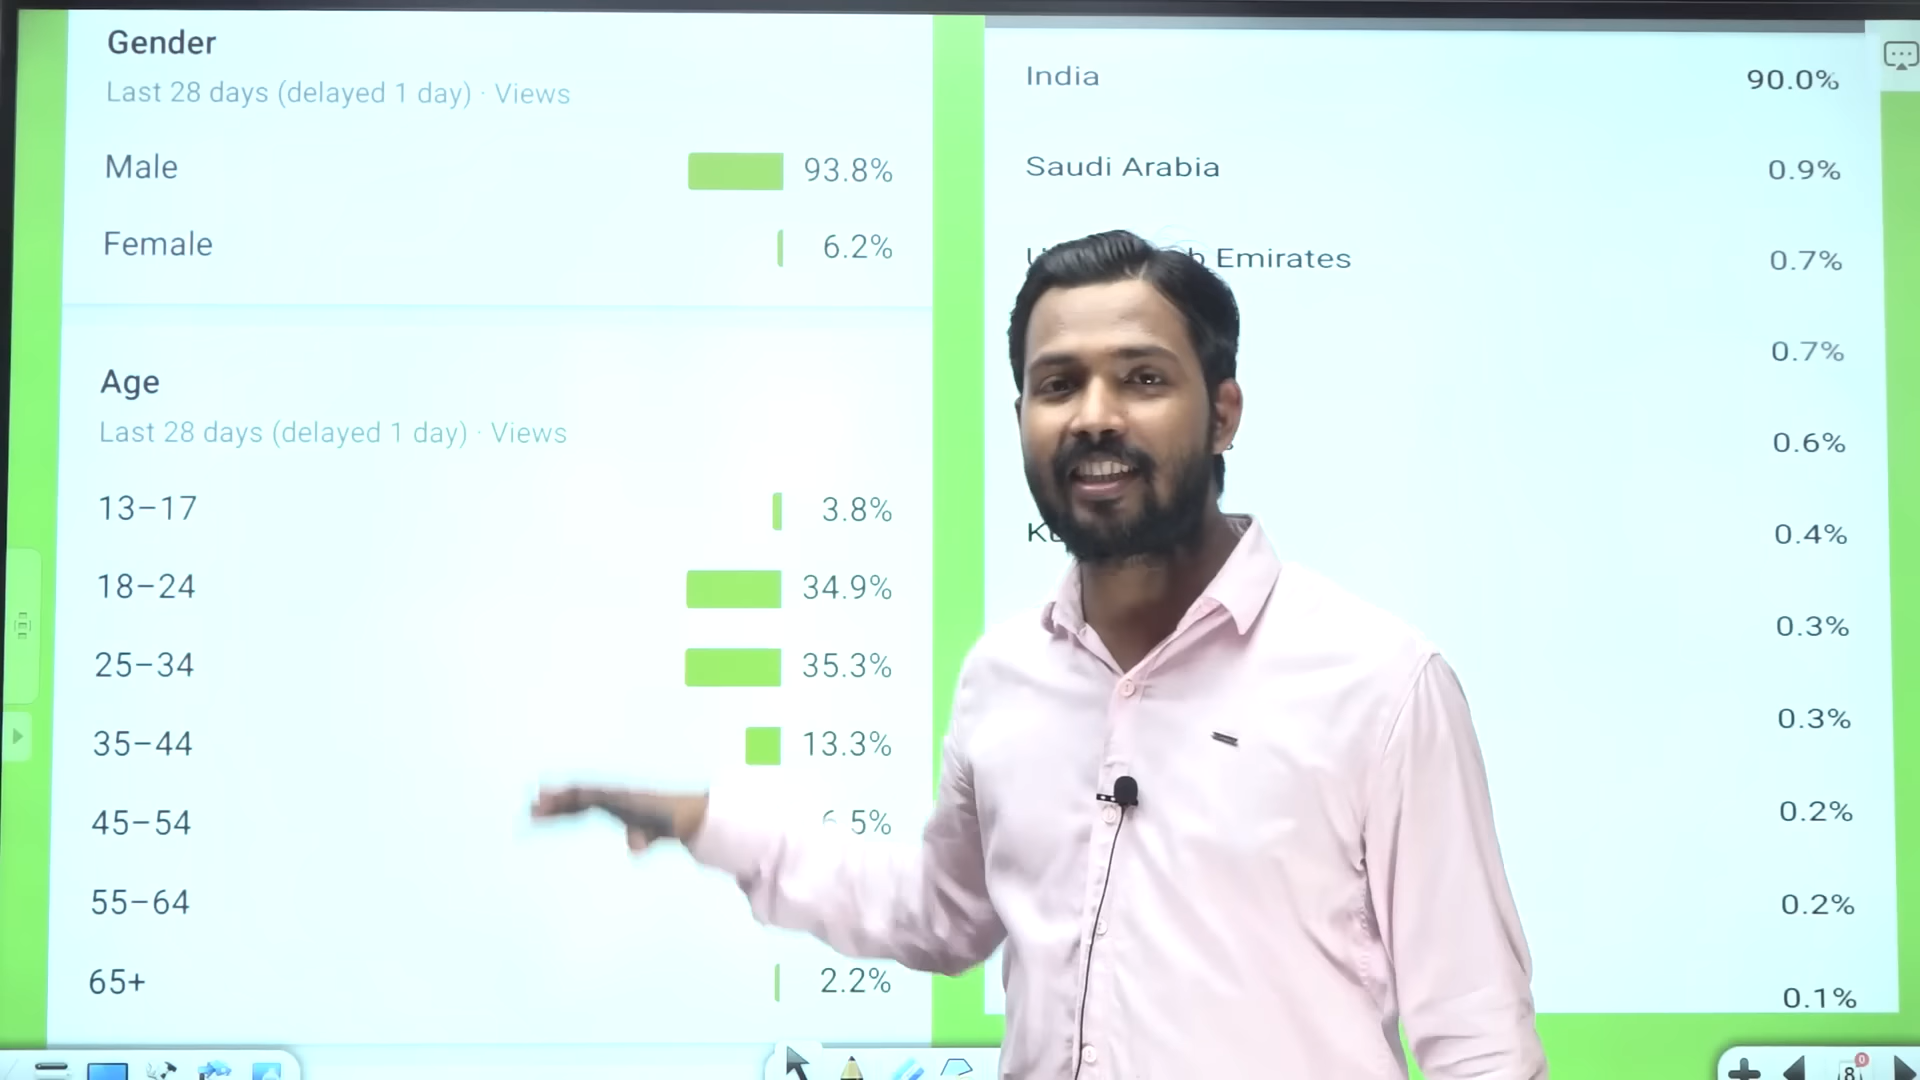 Gender
Last 28 days (delayed 1 day) · Views
Male 93.8%
Female 6.2%
Age
Last 28 days (delayed 1 day) · Views
13–17 3.8%
18–24 34.9%
25–34 35.3%
35–44 13.3%
45–54 5%
55–64
65+ 2.2%
India 90.0%
Saudi Arabia 0.9%
Emirates 0.7%
0.7%
0.6%
0.4%
0.3%
0.3%
0.2%
0.2%
0.1%
8
0